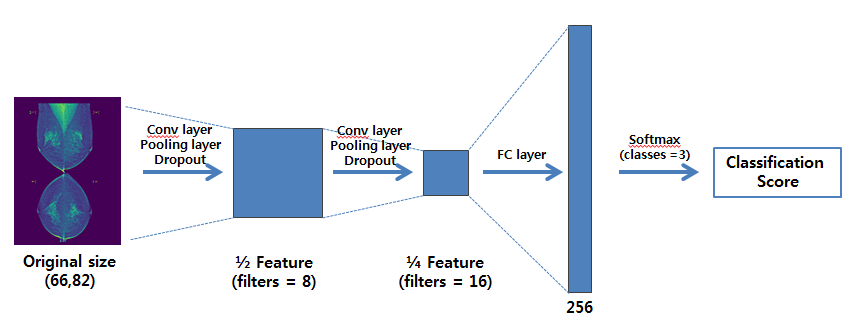 Original size
(66,82)
Conv layer
Pooling layer
Dropout
½ Feature
(filters = 8)
Conv layer
Pooling layer
Dropout
¼ Feature
(filters = 16)
FC layer
256
Softmax
(classes =3)
Classification
Score